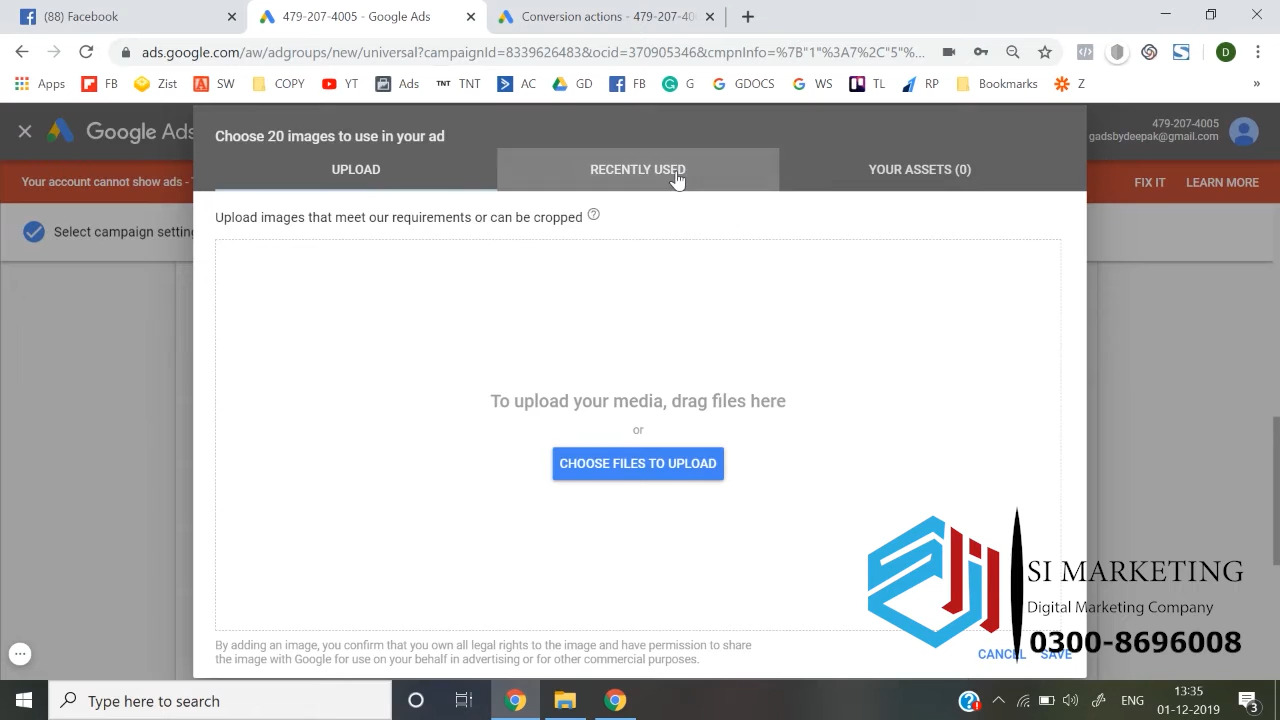 (88) Facebook
479-207-4005 - Google Ads
Conversion actions - 479-207-40
ads.google.com/aw/adgroups/new/universal?campaignId=8339626483&ocid=370905346&cmpnInfo=%7B"1"%3A7%2C"5"%...
Apps FB Zist SW COPY YT Ads TNT TNT AC GD FB G GDOCS WS TL RP Bookmarks Z »
Google Ads
479-207-4005
gadsbydeepak@gmail.com
Choose 20 images to use in your ad
UPLOAD
RECENTLY USED
YOUR ASSETS (0)
Your account cannot show ads -
FIX IT
LEARN MORE
Select campaign setting
Upload images that meet our requirements or can be cropped
To upload your media, drag files here
or
CHOOSE FILES TO UPLOAD
SI MARKETING
Digital Marketing Company
0300-8696008
By adding an image, you confirm that you own all legal rights to the image and have permission to share
the image with Google for use on your behalf in advertising or for other commercial purposes.
CANCEL
SAVE
Type here to search
ENG
13:35
01-12-2019
3